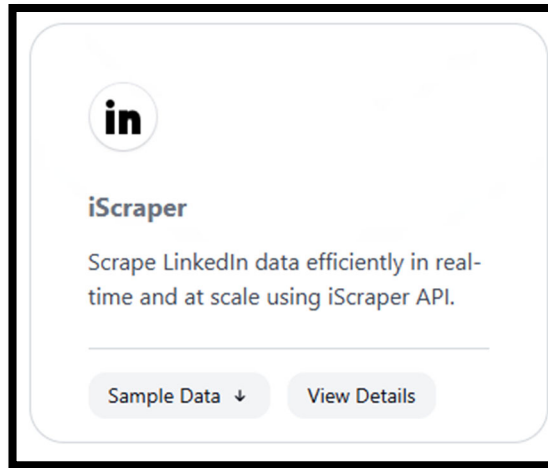 in
iScraper
Scrape LinkedIn data efficiently in real-
time and at scale using iScraper API.
Sample Data ↓
View Details